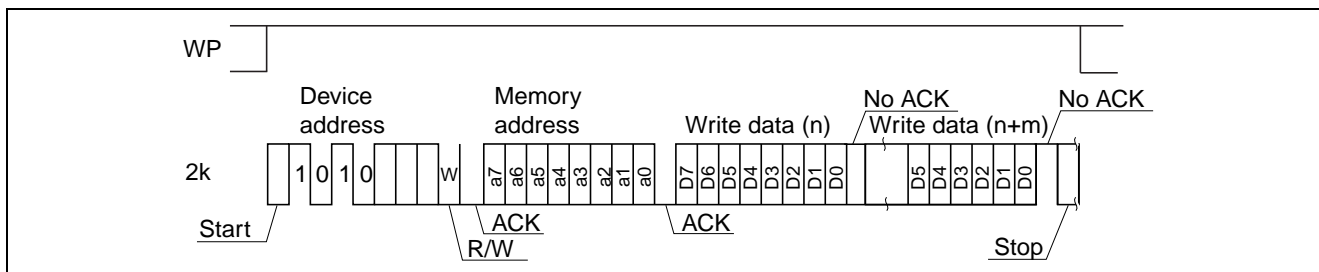 WP
Device
address
Memory
address
Write data (n)
No ACK
Write data (n+m)
No ACK
2k
1 0 1 0
W
a7 a6 a5 a4 a3 a2 a1 a0
D7 D6 D5 D4 D3 D2 D1 D0
D5 D4 D3 D2 D1 D0
Start
ACK
R/W
ACK
Stop